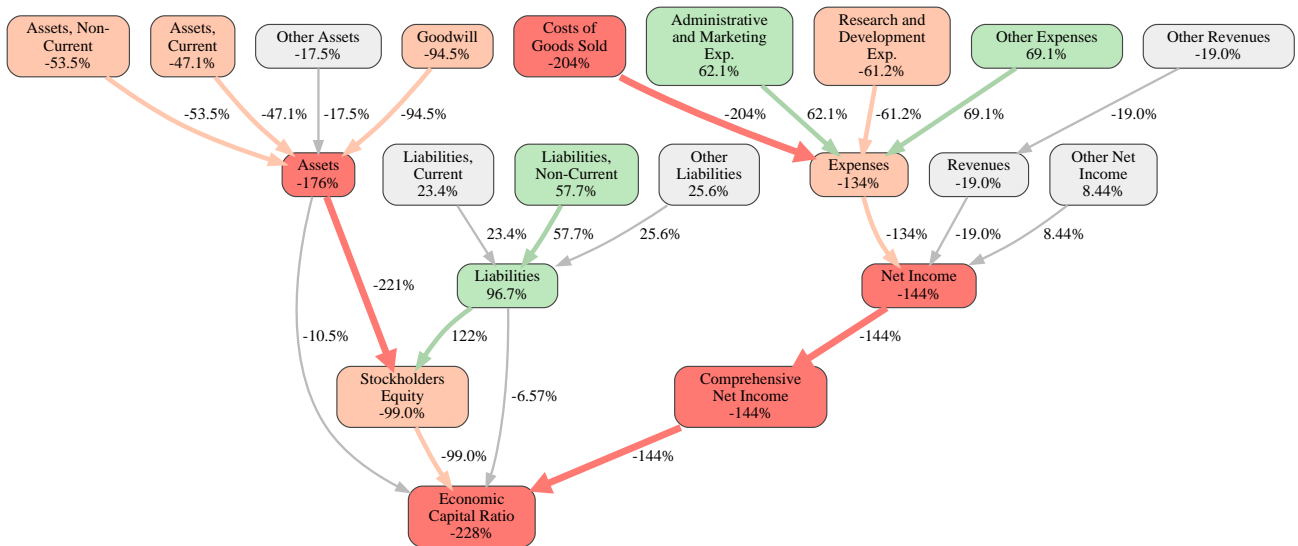 Assets, Non-
Current
-53.5%
Assets,
Current
-47.1%
Other Assets
-17.5%
Goodwill
-94.5%
Costs of
Goods Sold
-204%
Administrative
and Marketing
Exp.
62.1%
Research and
Development
Exp.
-61.2%
Other Expenses
69.1%
Other Revenues
-19.0%
-53.5%
-47.1%
-17.5%
-94.5%
-204%
62.1%
-61.2%
69.1%
-19.0%
Assets
-176%
Liabilities,
Current
23.4%
Liabilities,
Non-Current
57.7%
Other
Liabilities
25.6%
Expenses
-134%
Revenues
-19.0%
Other Net
Income
8.44%
23.4%
57.7%
25.6%
-134%
-19.0%
8.44%
-221%
Liabilities
96.7%
Net Income
-144%
-10.5%
122%
-144%
Stockholders
Equity
-99.0%
-6.57%
Comprehensive
Net Income
-144%
-99.0%
-144%
Economic
Capital Ratio
-228%